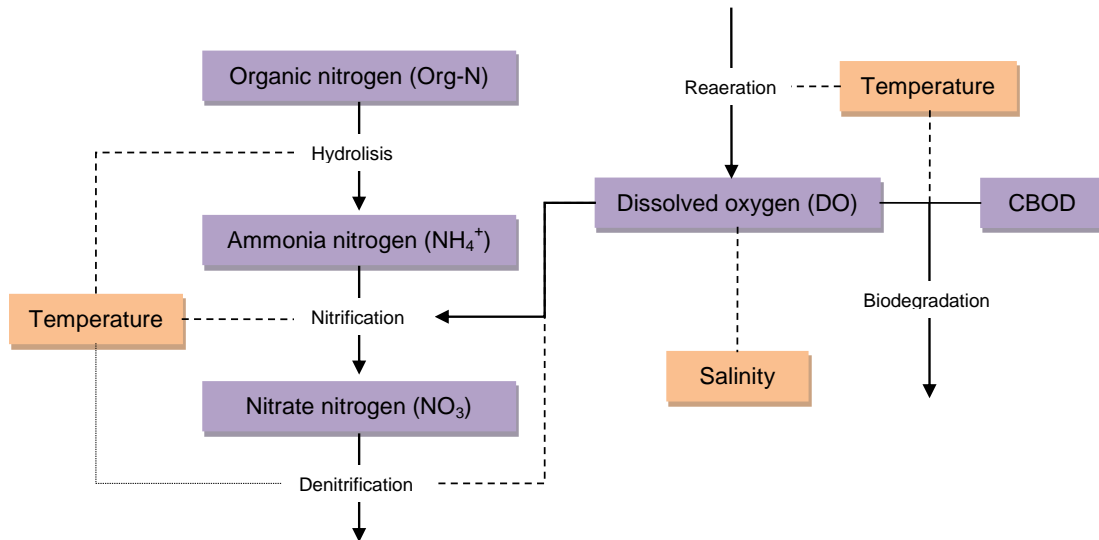 Organic nitrogen (Org-N)
Reaeration
Temperature
Hydrolisis
Dissolved oxygen (DO)
CBOD
Ammonia nitrogen (NH₄⁺)
Biodegradation
Temperature
Nitrification
Salinity
Nitrate nitrogen (NO₃)
Denitrification